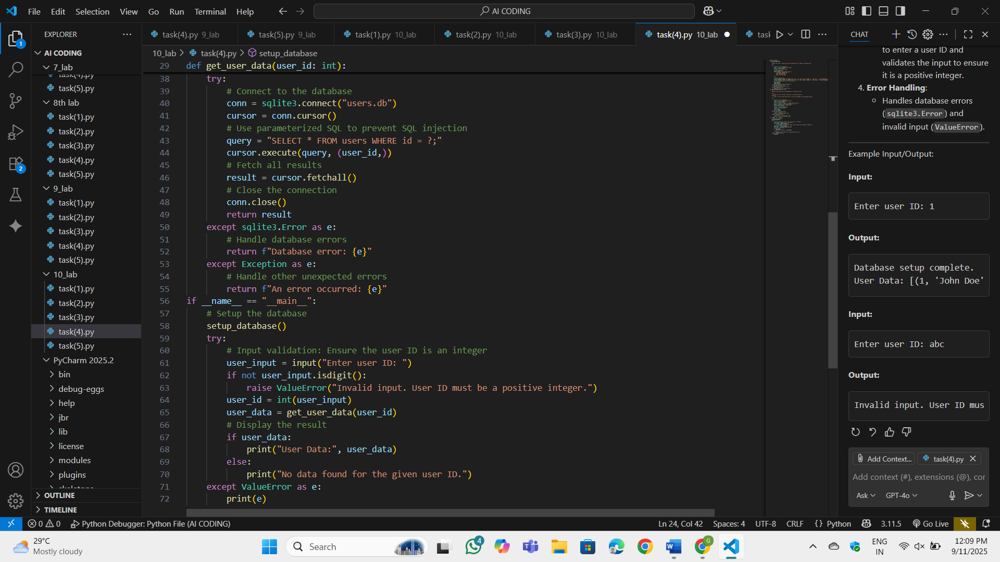 File Edit Selection View Go Run Terminal Help
AI CODING
EXPLORER
AI CODING
7_lab
task(4).py
task(5).py
8th lab
task(1).py
task(2).py
task(3).py
task(4).py
task(5).py
9_lab
task(1).py
task(2).py
task(3).py
task(4).py
task(5).py
10_lab
task(1).py
task(2).py
task(3).py
task(4).py
task(5).py
PyCharm 2025.2
bin
debug-eggs
help
jbr
lib
license
modules
plugins
OUTLINE
TIMELINE
1
2
task(4).py 9_lab
task(5).py 9_lab
task(1).py 10_lab
task(2).py 10_lab
task(3).py 10_lab
task(4).py 10_lab
tasl
10_lab > task(4).py > setup_database
29 def get_user_data(user_id: int):
38 try:
39 # Connect to the database
40 conn = sqlite3.connect("users.db")
41 cursor = conn.cursor()
42 # Use parameterized SQL to prevent SQL injection
43 query = "SELECT * FROM users WHERE id = ?;"
44 cursor.execute(query, (user_id,))
45 # Fetch all results
46 result = cursor.fetchall()
47 # Close the connection
48 conn.close()
49 return result
50 except sqlite3.Error as e:
51 # Handle database errors
52 return f"Database error: {e}"
53 except Exception as e:
54 # Handle other unexpected errors
55 return f"An error occurred: {e}"
56 if __name__ == "__main__":
57 # Setup the database
58 setup_database()
59 try:
60 # Input validation: Ensure the user ID is an integer
61 user_input = input("Enter user ID: ")
62 if not user_input.isdigit():
63 raise ValueError("Invalid input. User ID must be a positive integer.")
64 user_id = int(user_input)
65 user_data = get_user_data(user_id)
66 # Display the result
67 if user_data:
68 print("User Data:", user_data)
69 else:
70 print("No data found for the given user ID.")
71 except ValueError as e:
72 print(e)
CHAT
to enter a user ID and
validates the input to ensure
it is a positive integer.
4. Error Handling:
Handles database errors
(sqlite3.Error) and
invalid input (ValueError).
Example Input/Output:
Input:
Enter user ID: 1
Output:
Database setup complete.
User Data: [(1, 'John Doe'
Input:
Enter user ID: abc
Output:
Invalid input. User ID mus
Add Context... task(4).py
Add context (#), extensions (@), cor
Ask GPT-4o
0 0 Python Debugger: Python File (AI CODING)
Ln 24, Col 42 Spaces: 4 UTF-8 CRLF {} Python 3.11.5 Go Live
29°C
Mostly cloudy
Search
4
G
ENG
IN
12:09 PM
9/11/2025